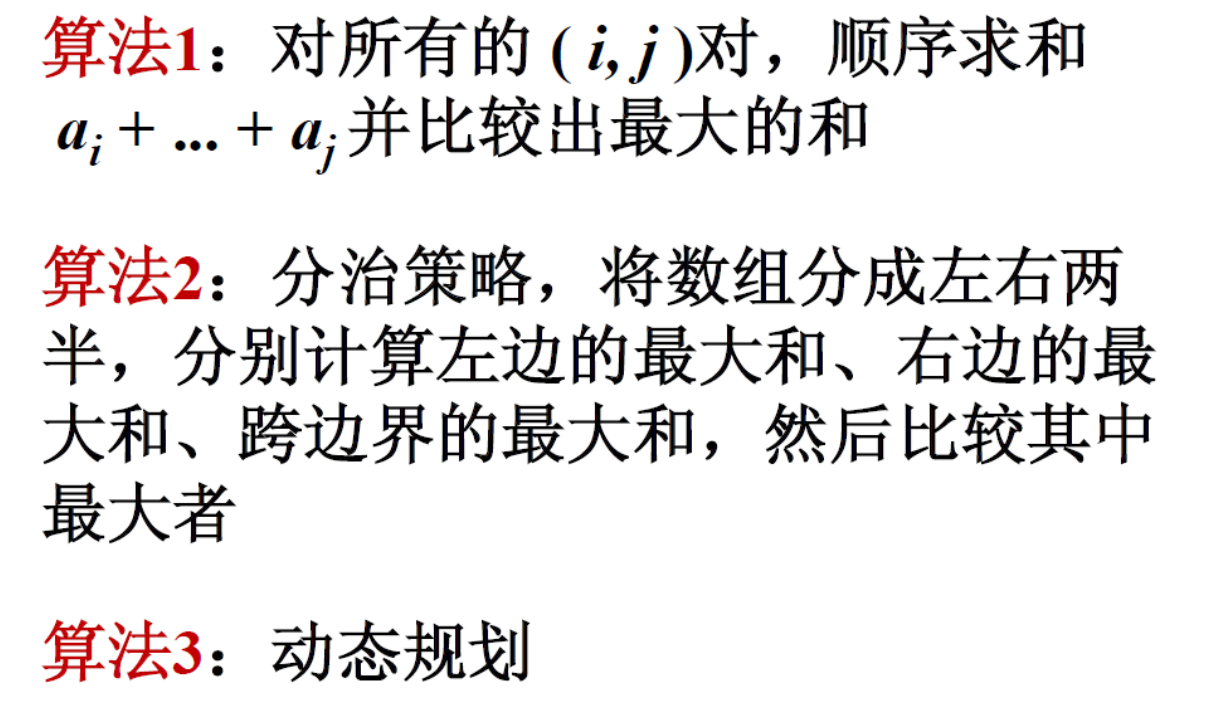 算法1：对所有的 ( i, j )对，顺序求和
aᵢ + ... + aⱼ 并比较出最大的和
算法2：分治策略，将数组分成左右两
半，分别计算左边的最大和、右边的最
大和、跨边界的最大和，然后比较其中
最大者
算法3：动态规划